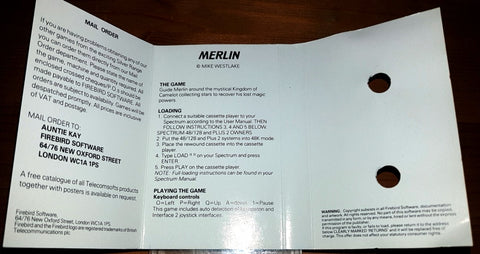 MAIL ORDER
If you are having problems obtaining any of our
other games from the exciting Silver Range
you can order them directly from our Mail
Order department. Please state the name of
the game, machine and quantity required. All
enclosed cheques/PO should be
made payable to FIREBIRD SOFTWARE. All
orders are subject to availability. Games will be
despatched promptly. All prices are inclusive
of VAT and postage.
MAIL ORDER TO:
AUNTIE KAY
FIREBIRD SOFTWARE
64/76 NEW OXFORD STREET
LONDON WC1A 1PS
A free catalogue of all Telecomsofts products
together with posters is available on request.
Firebird Software,
64/76 New Oxford Street, London WC1A 1PS.
Firebird and the Firebird logo are registered trademarks of British
Telecommunications plc
MERLIN
© MIKE WESTLAKE
THE GAME
Guide Merlin around the mystical Kingdom of
Camelot collecting stars to recover his lost magic
powers.
LOADING
1. Connect a suitable cassette player to your
Spectrum according to the User Manual THEN
FOLLOW INSTRUCTIONS 3, 4 AND 5 BELOW
SPECTRUM 48/128 and PLUS 2 OWNERS
2. Put the 48/128 and Plus 2 systems into 48K mode.
3. Place the rewound cassette into the cassette
player.
4. Type LOAD "" on your Spectrum and press
ENTER.
5. Press PLAY on the cassette player.
NOTE: Full loading instructions can be found in your
Spectrum Manual.
PLAYING THE GAME
Keyboard controls
O=Left P=Right Q=Up A=Down 1=Pause
This game includes auto detection of Kempston and
Interface 2 joystick interfaces.
WARNING: Copyright subsists in all Firebird Software, documentation
and artwork. All rights reserved. No part of this software may be copied,
transmitted in any form, or by any means, hired or lent without the express
permission of the publisher.
If this program is faulty, or fails to load, please return it to the address
below CLEARLY MARKED 'RETURNS' and it will be replaced free of
charge. This offer does not affect your statutory consumer rights.